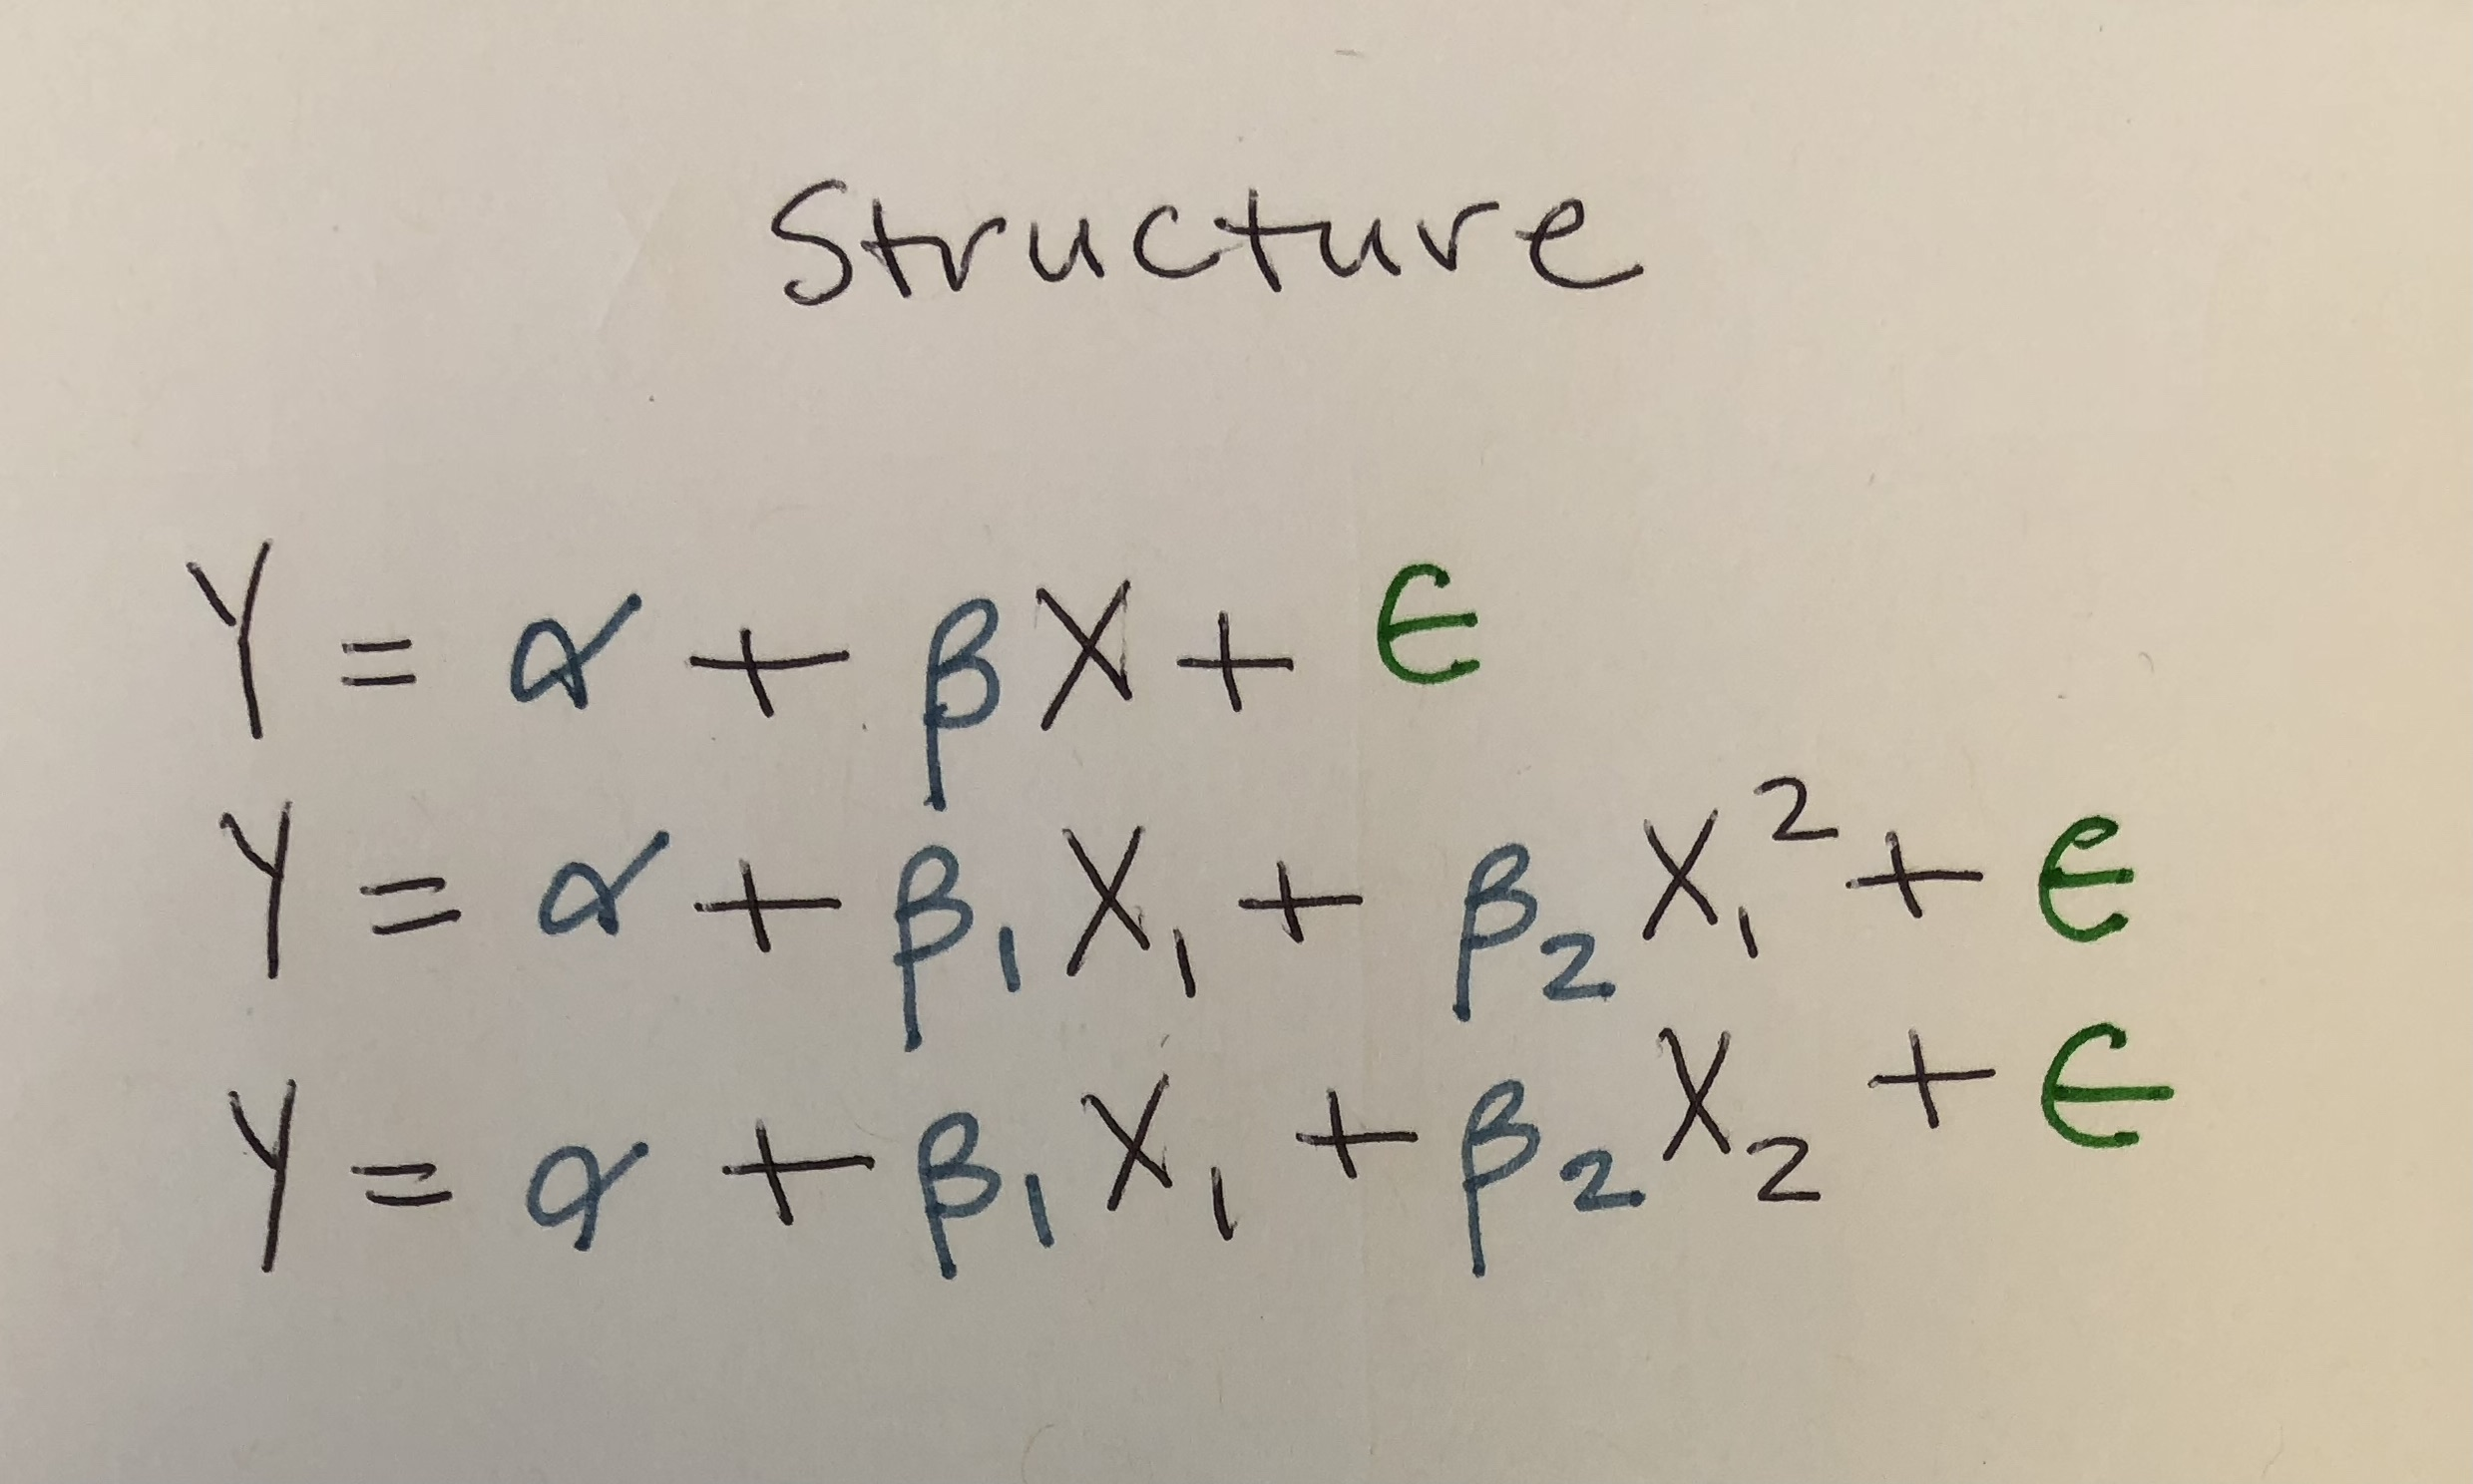 Structure
Y = α + βX + ϵ
Y = α + β₁X₁ + β₂X₁² + ϵ
Y = α + β₁X₁ + β₂X₂ + ϵ